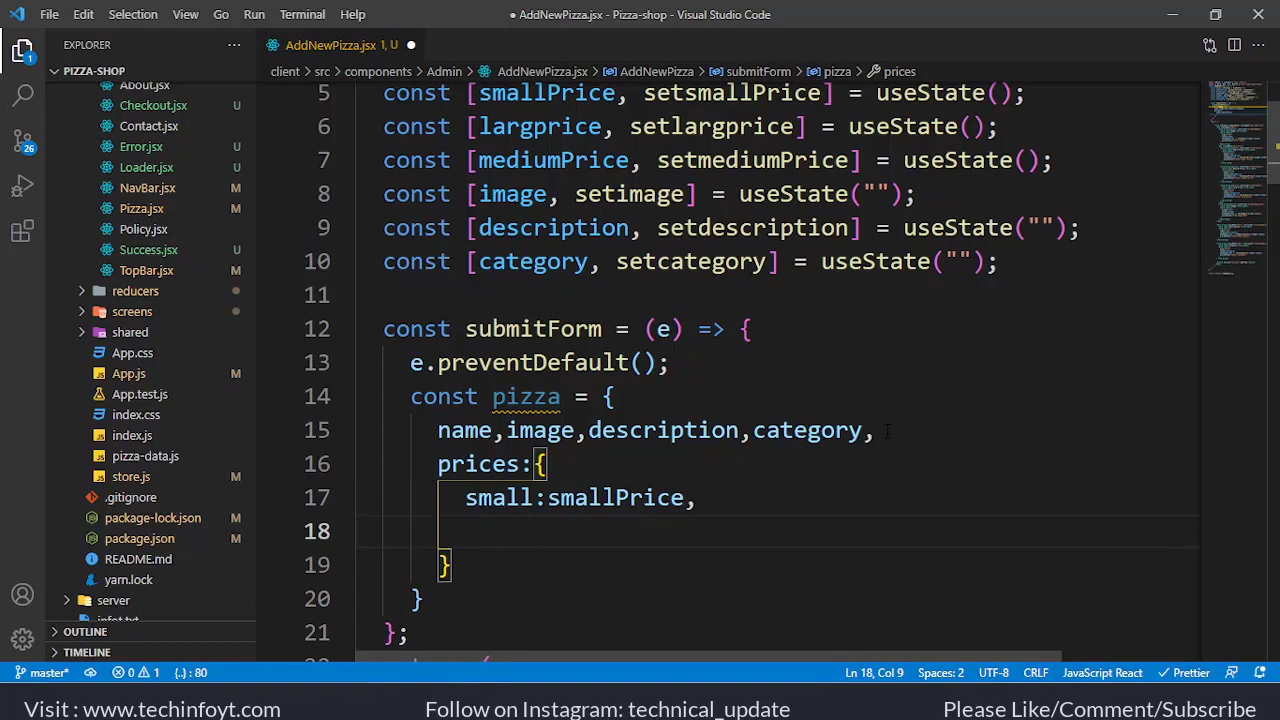 File Edit Selection View Go Run Terminal Help ● AddNewPizza.jsx - Pizza-shop - Visual Studio Code
EXPLORER
AddNewPizza.jsx 1, U
PIZZA-SHOP
client > src > components > Admin > AddNewPizza.jsx > AddNewPizza > submitForm > pizza > prices
About.jsx
Checkout.jsx U
Contact.jsx
Error.jsx U
Loader.jsx U
NavBar.jsx M
Pizza.jsx M
Policy.jsx
Success.jsx U
TopBar.jsx M
reducers
screens
shared
App.css
App.js M
App.test.js
index.css
index.js
pizza-data.js
store.js M
.gitignore
package-lock.json M
package.json M
README.md
yarn.lock
server
infot.txt
OUTLINE
TIMELINE
1
26
5 const [smallPrice, setsmallPrice] = useState();
6 const [largprice, setlargprice] = useState();
7 const [mediumPrice, setmediumPrice] = useState();
8 const [image, setimage] = useState("");
9 const [description, setdescription] = useState("");
10 const [category, setcategory] = useState("");
11
12 const submitForm = (e) => {
13 e.preventDefault();
14 const pizza = {
15 name,image,description,category,
16 prices:{
17 small:smallPrice,
18
19 }
20 }
21 };
master* 0 1 {..} : 80 Ln 18, Col 9 Spaces: 2 UTF-8 CRLF JavaScript React Prettier
Visit : www.techinfoyt.com Follow on Instagram: technical_update Please Like/Comment/Subscribe